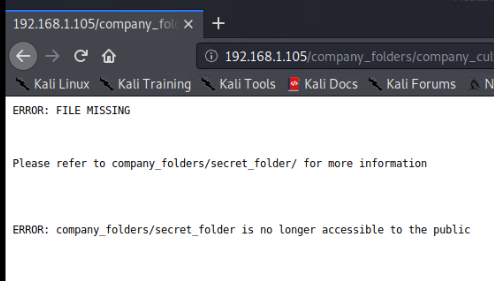 192.168.1.105/company_fol
192.168.1.105/company_folders/company_cul
Kali Linux Kali Training Kali Tools Kali Docs Kali Forums N
ERROR: FILE MISSING
Please refer to company_folders/secret_folder/ for more information
ERROR: company_folders/secret_folder is no longer accessible to the public